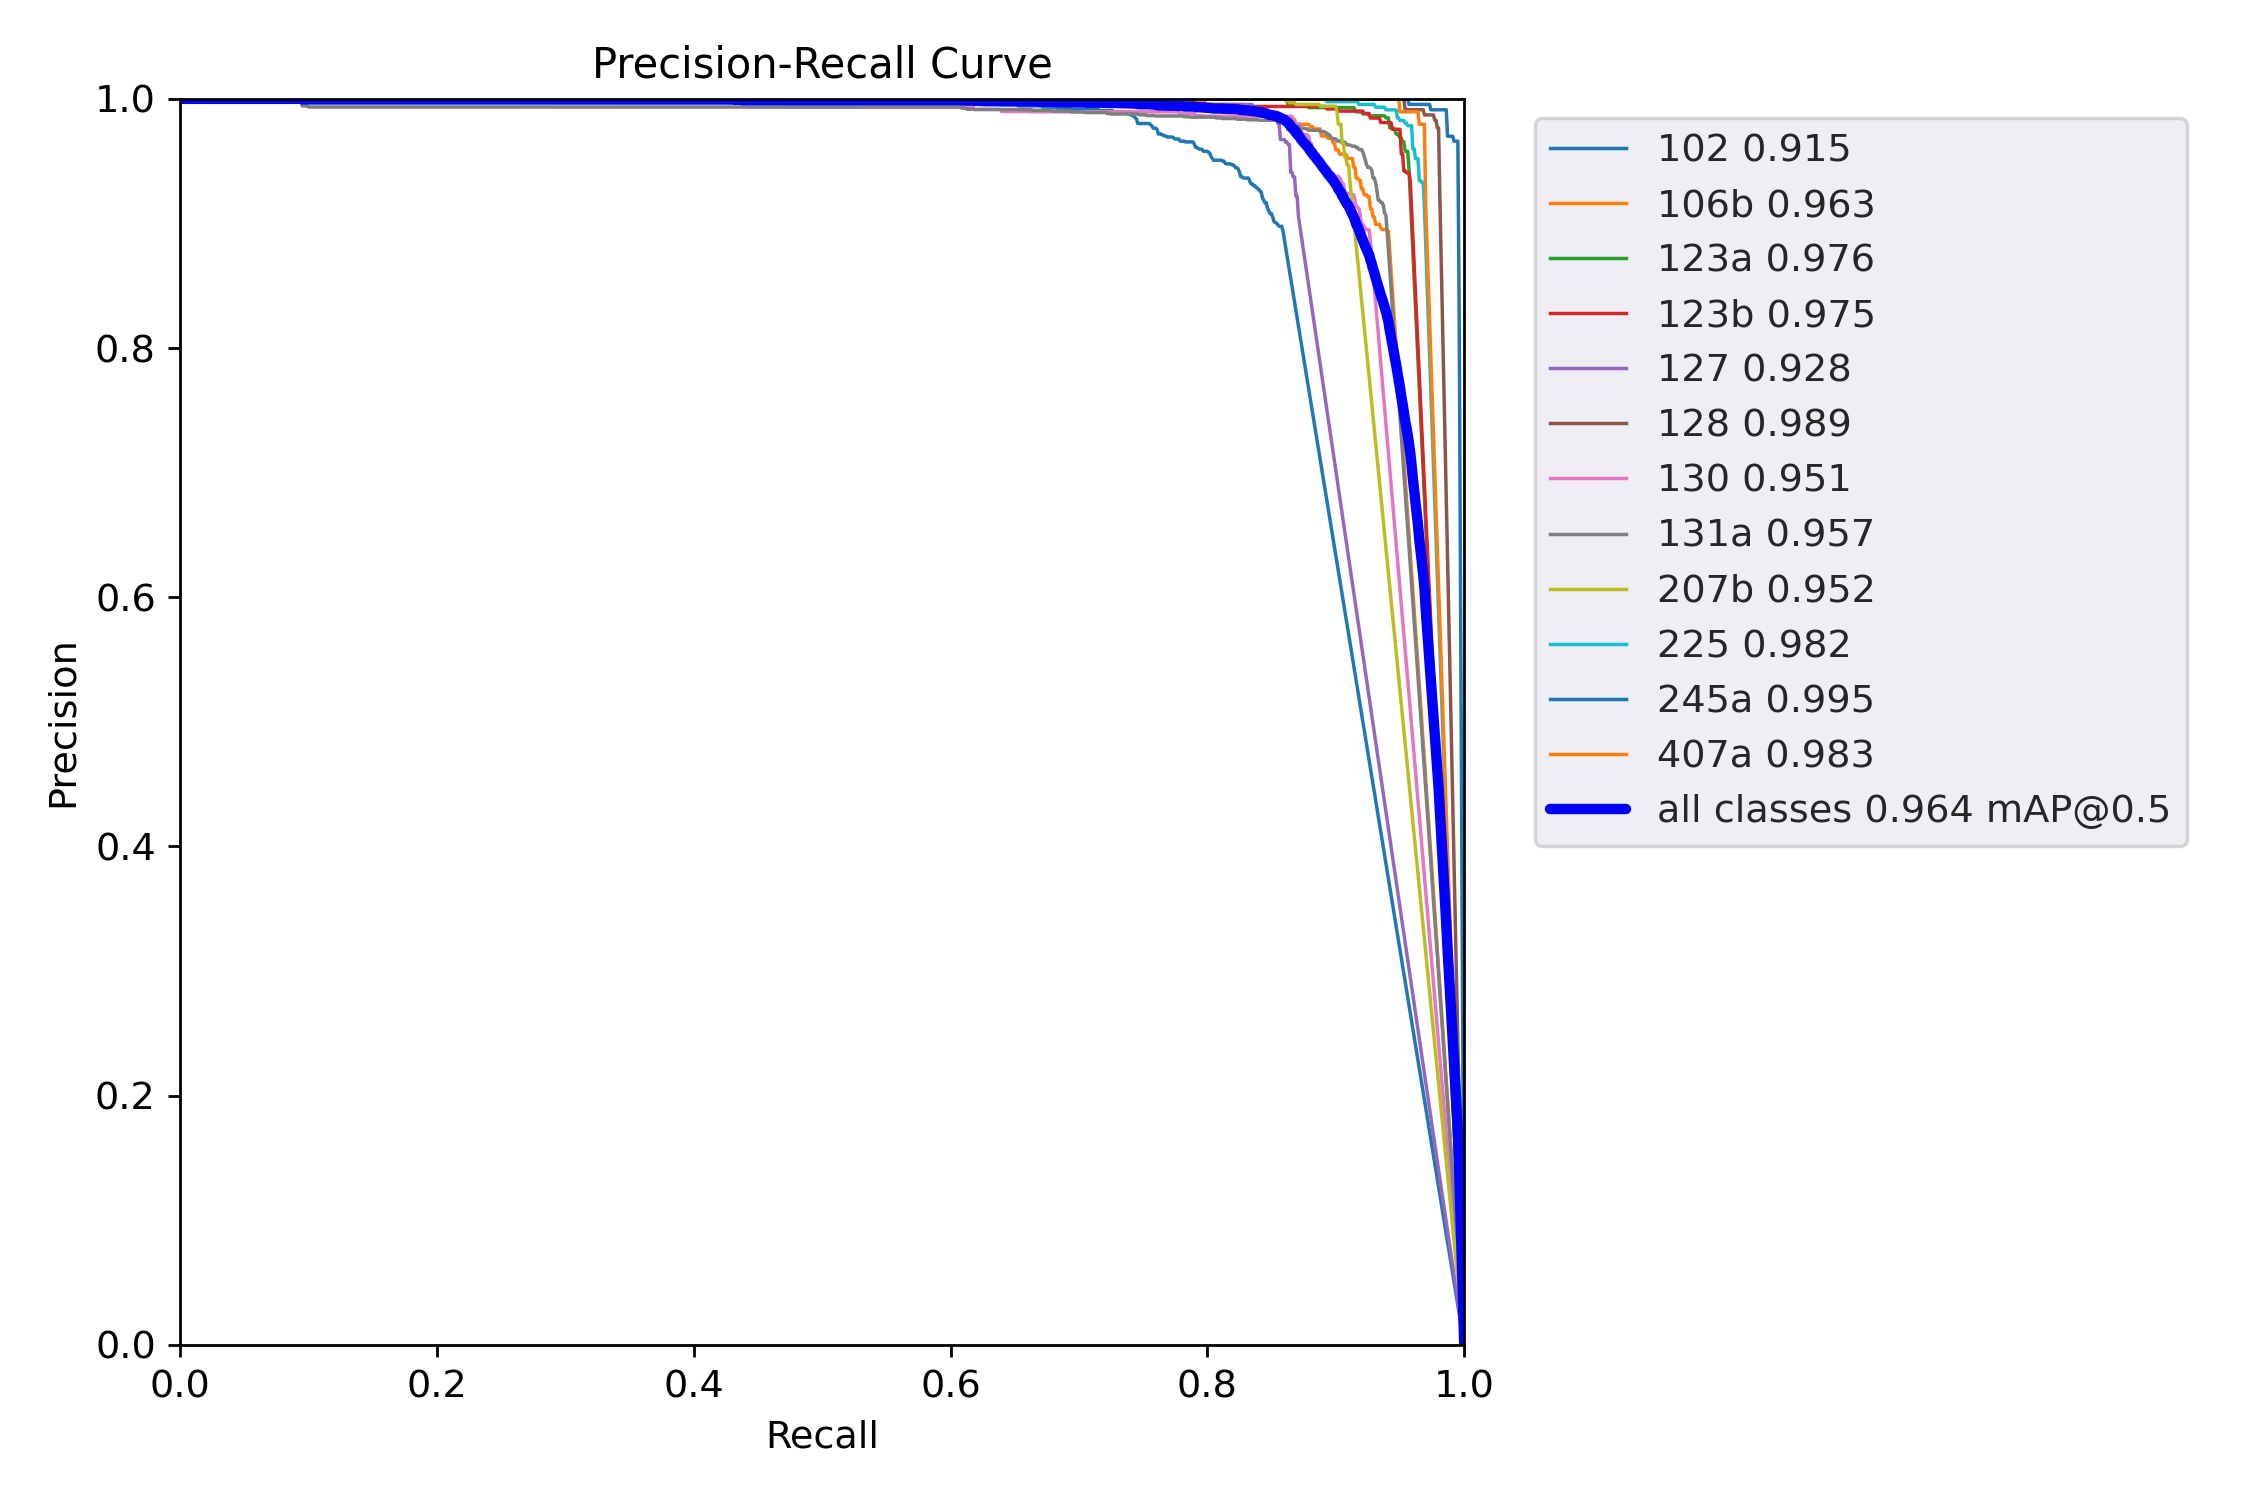 Precision-Recall Curve
1.0
0.8
0.6
0.4
0.2
0.0
Precision
0.0 0.2 0.4 0.6 0.8 1.0
Recall
102 0.915
106b 0.963
123a 0.976
123b 0.975
127 0.928
128 0.989
130 0.951
131a 0.957
207b 0.952
225 0.982
245a 0.995
407a 0.983
all classes 0.964 mAP@0.5